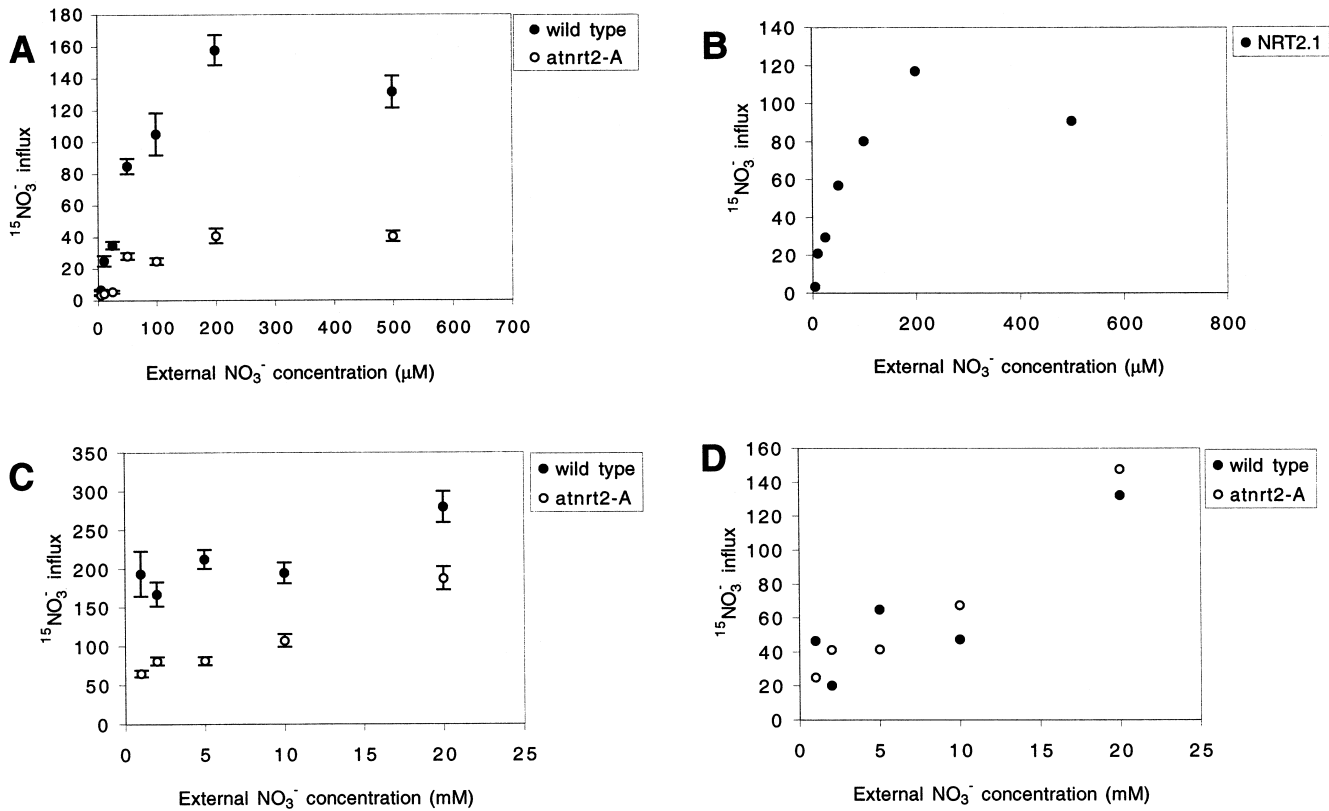 A
180
160
140
120
100
80
60
40
20
0
¹⁵NO₃⁻ influx
0 100 200 300 400 500 600 700
External NO₃⁻ concentration (μM)
wild type
atnrt2-A
B
140
120
100
80
60
40
20
0
¹⁵NO₃⁻ influx
0 200 400 600 800
External NO₃⁻ concentration (μM)
NRT2.1
C
350
300
250
200
150
100
50
0
¹⁵NO₃⁻ influx
0 5 10 15 20 25
External NO₃⁻ concentration (mM)
wild type
atnrt2-A
D
160
140
120
100
80
60
40
20
0
¹⁵NO₃⁻ influx
0 5 10 15 20 25
External NO₃⁻ concentration (mM)
wild type
atnrt2-A